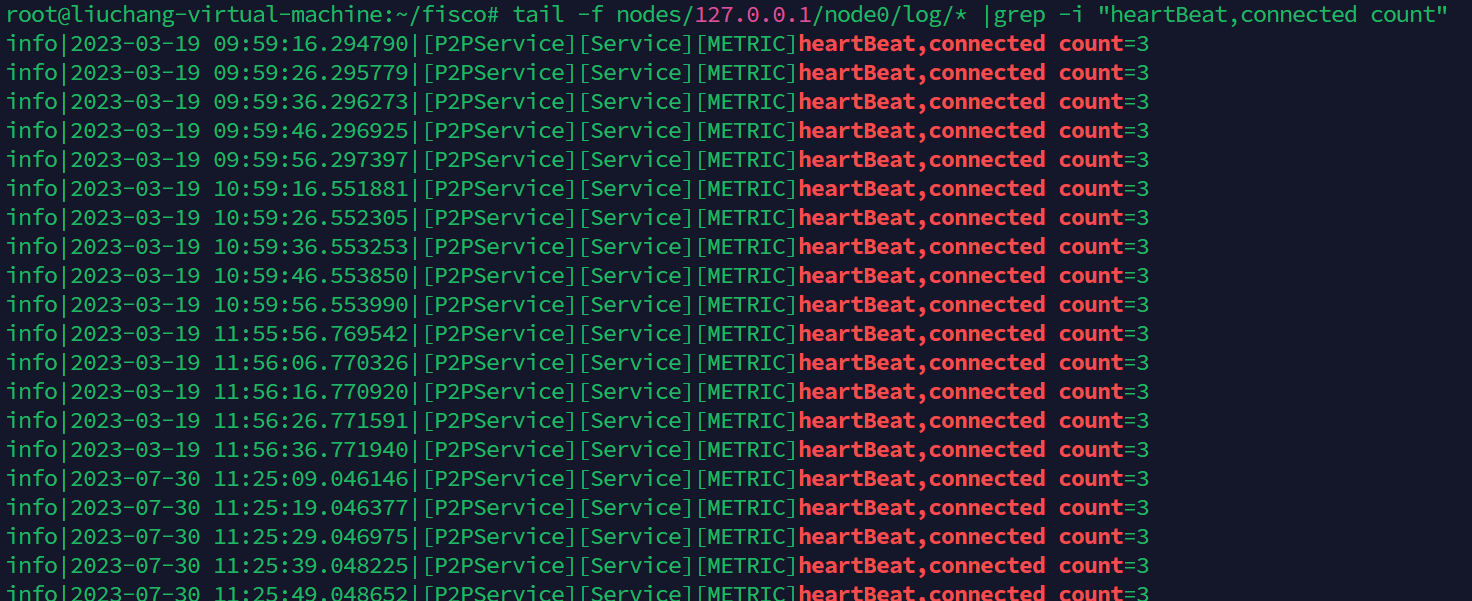 root@liuchang-virtual-machine:~/fisco# tail -f nodes/127.0.0.1/node0/log/* |grep -i "heartBeat,connected count"
info|2023-03-19 09:59:16.294790|[P2PService][Service][METRIC]heartBeat,connected count=3
info|2023-03-19 09:59:26.295779|[P2PService][Service][METRIC]heartBeat,connected count=3
info|2023-03-19 09:59:36.296273|[P2PService][Service][METRIC]heartBeat,connected count=3
info|2023-03-19 09:59:46.296925|[P2PService][Service][METRIC]heartBeat,connected count=3
info|2023-03-19 09:59:56.297397|[P2PService][Service][METRIC]heartBeat,connected count=3
info|2023-03-19 10:59:16.551881|[P2PService][Service][METRIC]heartBeat,connected count=3
info|2023-03-19 10:59:26.552305|[P2PService][Service][METRIC]heartBeat,connected count=3
info|2023-03-19 10:59:36.553253|[P2PService][Service][METRIC]heartBeat,connected count=3
info|2023-03-19 10:59:46.553850|[P2PService][Service][METRIC]heartBeat,connected count=3
info|2023-03-19 10:59:56.553990|[P2PService][Service][METRIC]heartBeat,connected count=3
info|2023-03-19 11:55:56.769542|[P2PService][Service][METRIC]heartBeat,connected count=3
info|2023-03-19 11:56:06.770326|[P2PService][Service][METRIC]heartBeat,connected count=3
info|2023-03-19 11:56:16.770920|[P2PService][Service][METRIC]heartBeat,connected count=3
info|2023-03-19 11:56:26.771591|[P2PService][Service][METRIC]heartBeat,connected count=3
info|2023-03-19 11:56:36.771940|[P2PService][Service][METRIC]heartBeat,connected count=3
info|2023-07-30 11:25:09.046146|[P2PService][Service][METRIC]heartBeat,connected count=3
info|2023-07-30 11:25:19.046377|[P2PService][Service][METRIC]heartBeat,connected count=3
info|2023-07-30 11:25:29.046975|[P2PService][Service][METRIC]heartBeat,connected count=3
info|2023-07-30 11:25:39.048225|[P2PService][Service][METRIC]heartBeat,connected count=3
info|2023-07-30 11:25:49.048652|[P2PService][Service][METRIC]heartBeat,connected count=3